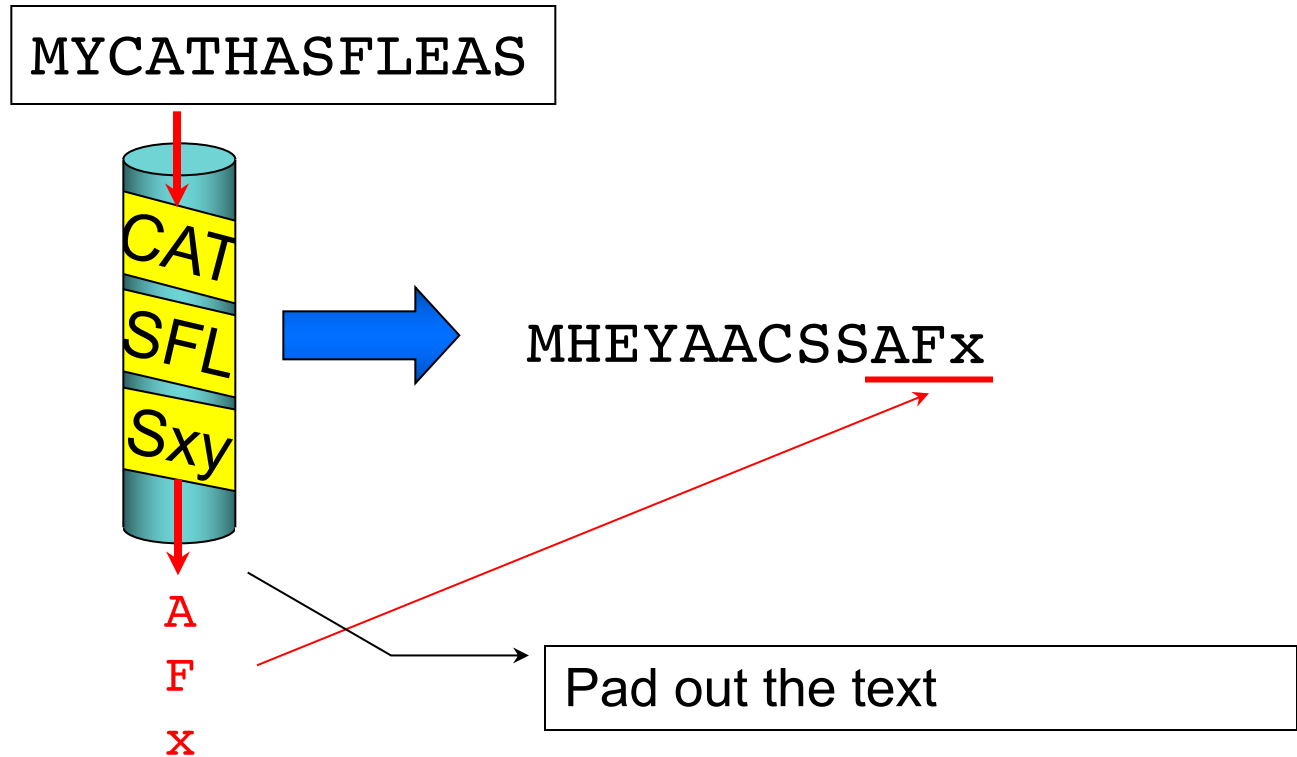 MYCATHASFLEAS
CAT
SFL
Sxy
MHEYAACSSAFx
A
F
x
Pad out the text